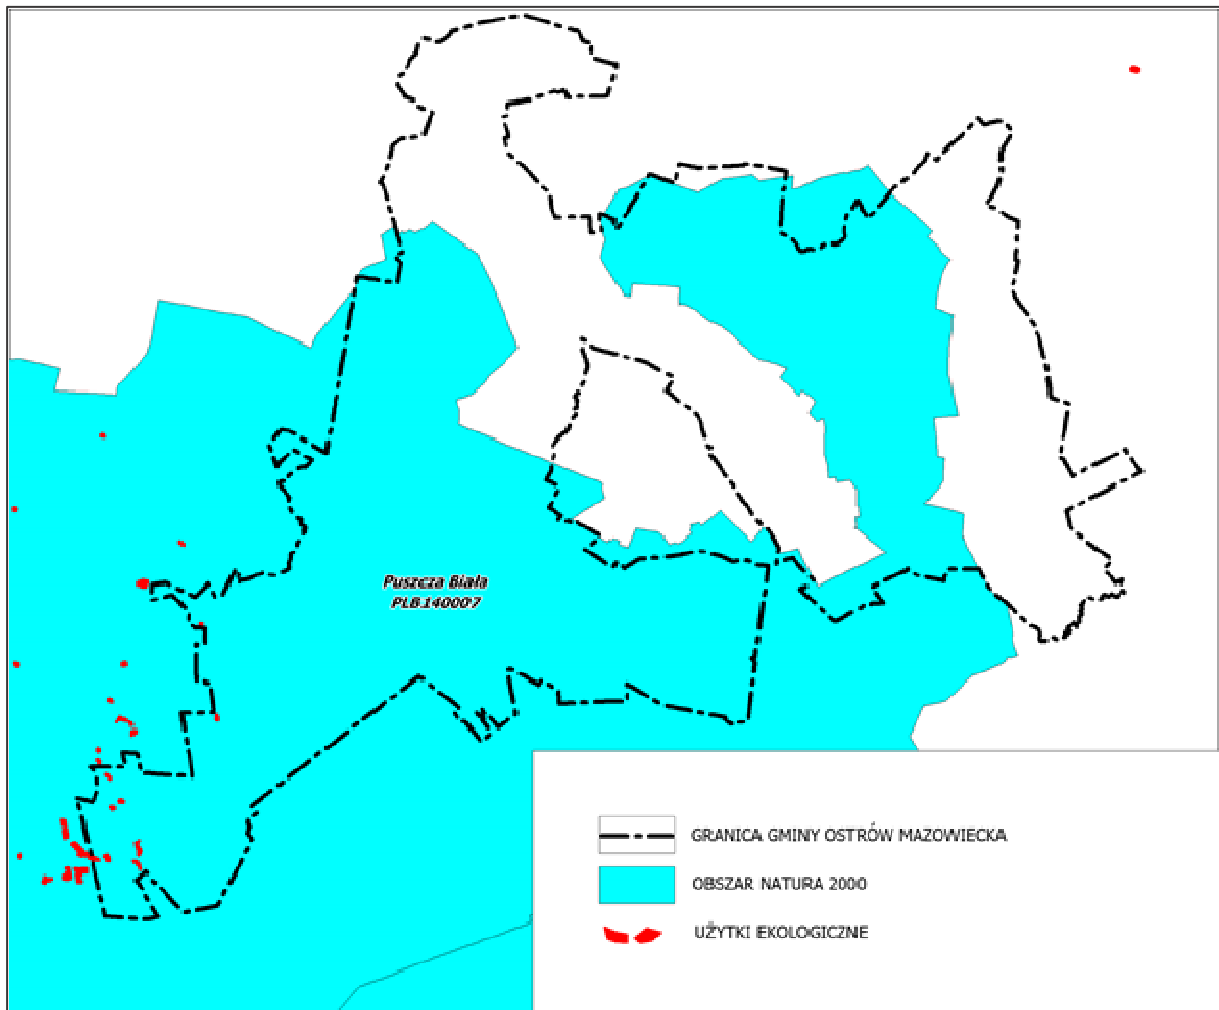 Puszcza Biała
PLB140007
GRANICA GMINY OSTRÓW MAZOWIECKA
OBSZAR NATURA 2000
UŻYTKI EKOLOGICZNE